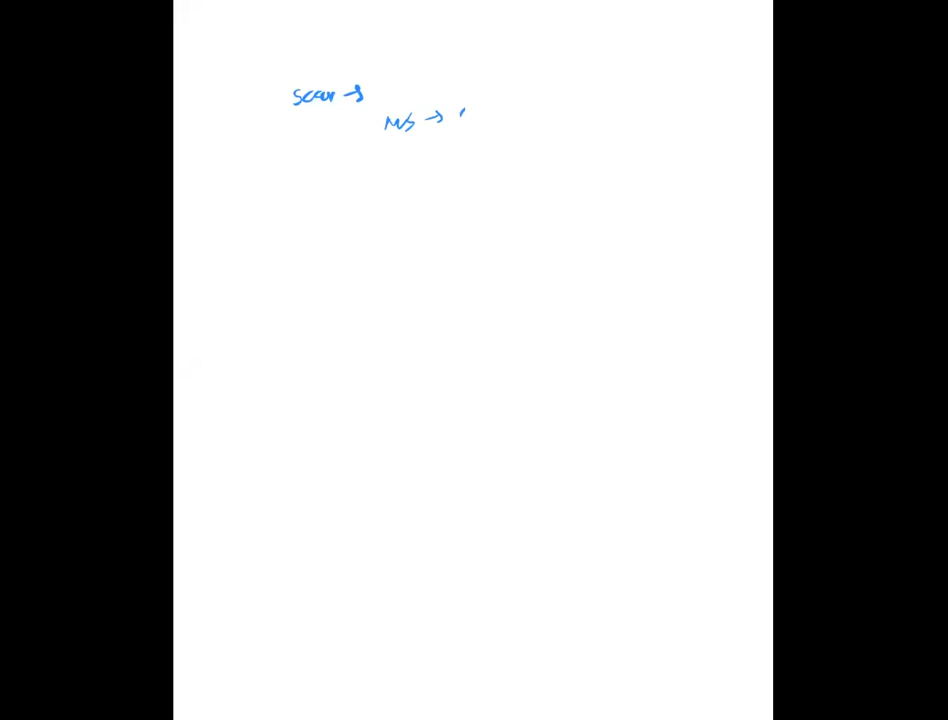 scan →
MS →